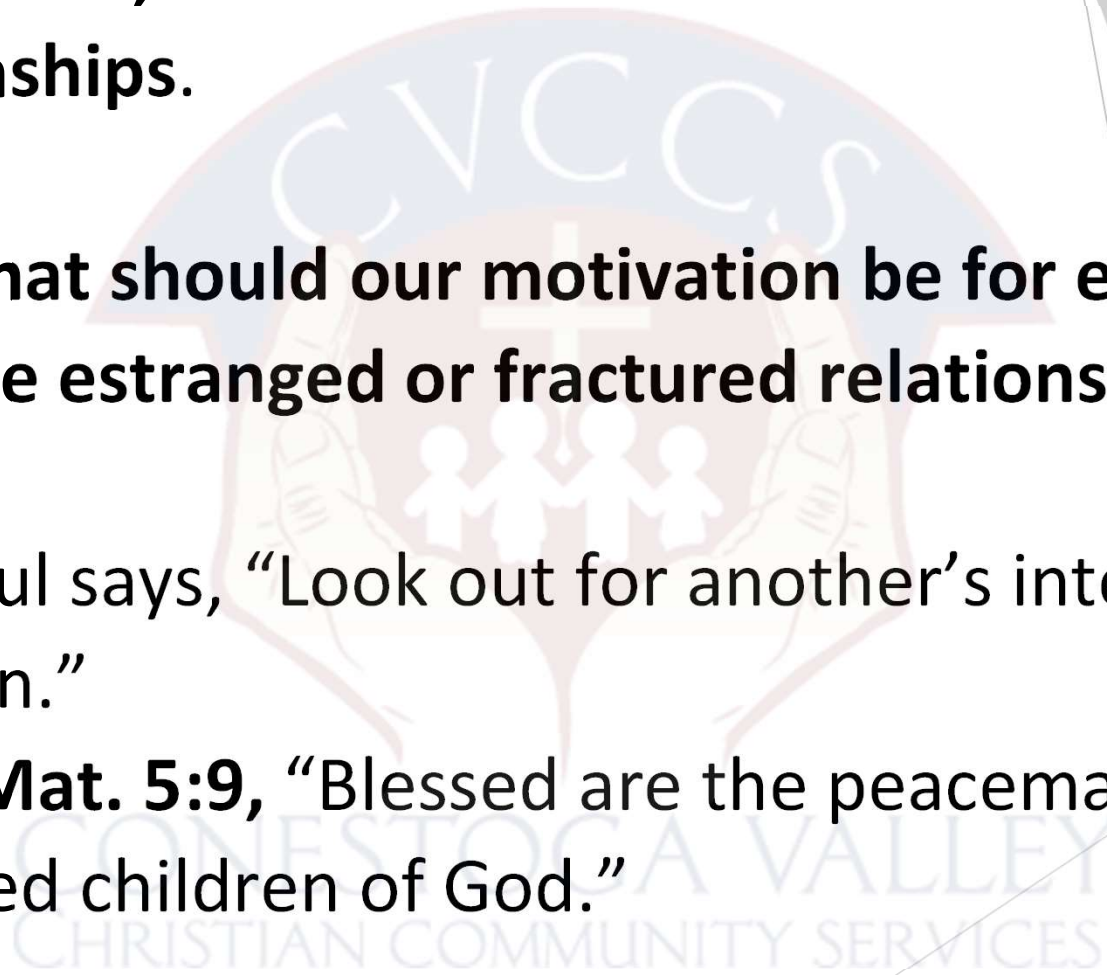 nships.
CVCCS
hat should our motivation be for e
e estranged or fractured relations
ul says, “Look out for another’s int
n.”
Mat. 5:9, “Blessed are the peacema
ed children of God.”
CONESTOGA VALLEY
CHRISTIAN COMMUNITY SERVICES